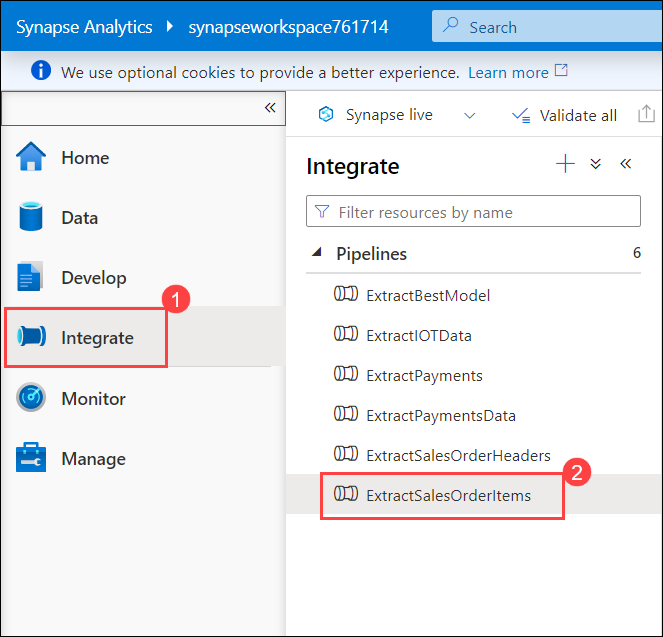 Synapse Analytics synapseworkspace761714 Search
We use optional cookies to provide a better experience. Learn more
Synapse live Validate all
Home
Data
Develop
1
Integrate
Monitor
Manage
Integrate
Filter resources by name
Pipelines 6
ExtractBestModel
ExtractIOTData
ExtractPayments
ExtractPaymentsData
ExtractSalesOrderHeaders
2
ExtractSalesOrderItems